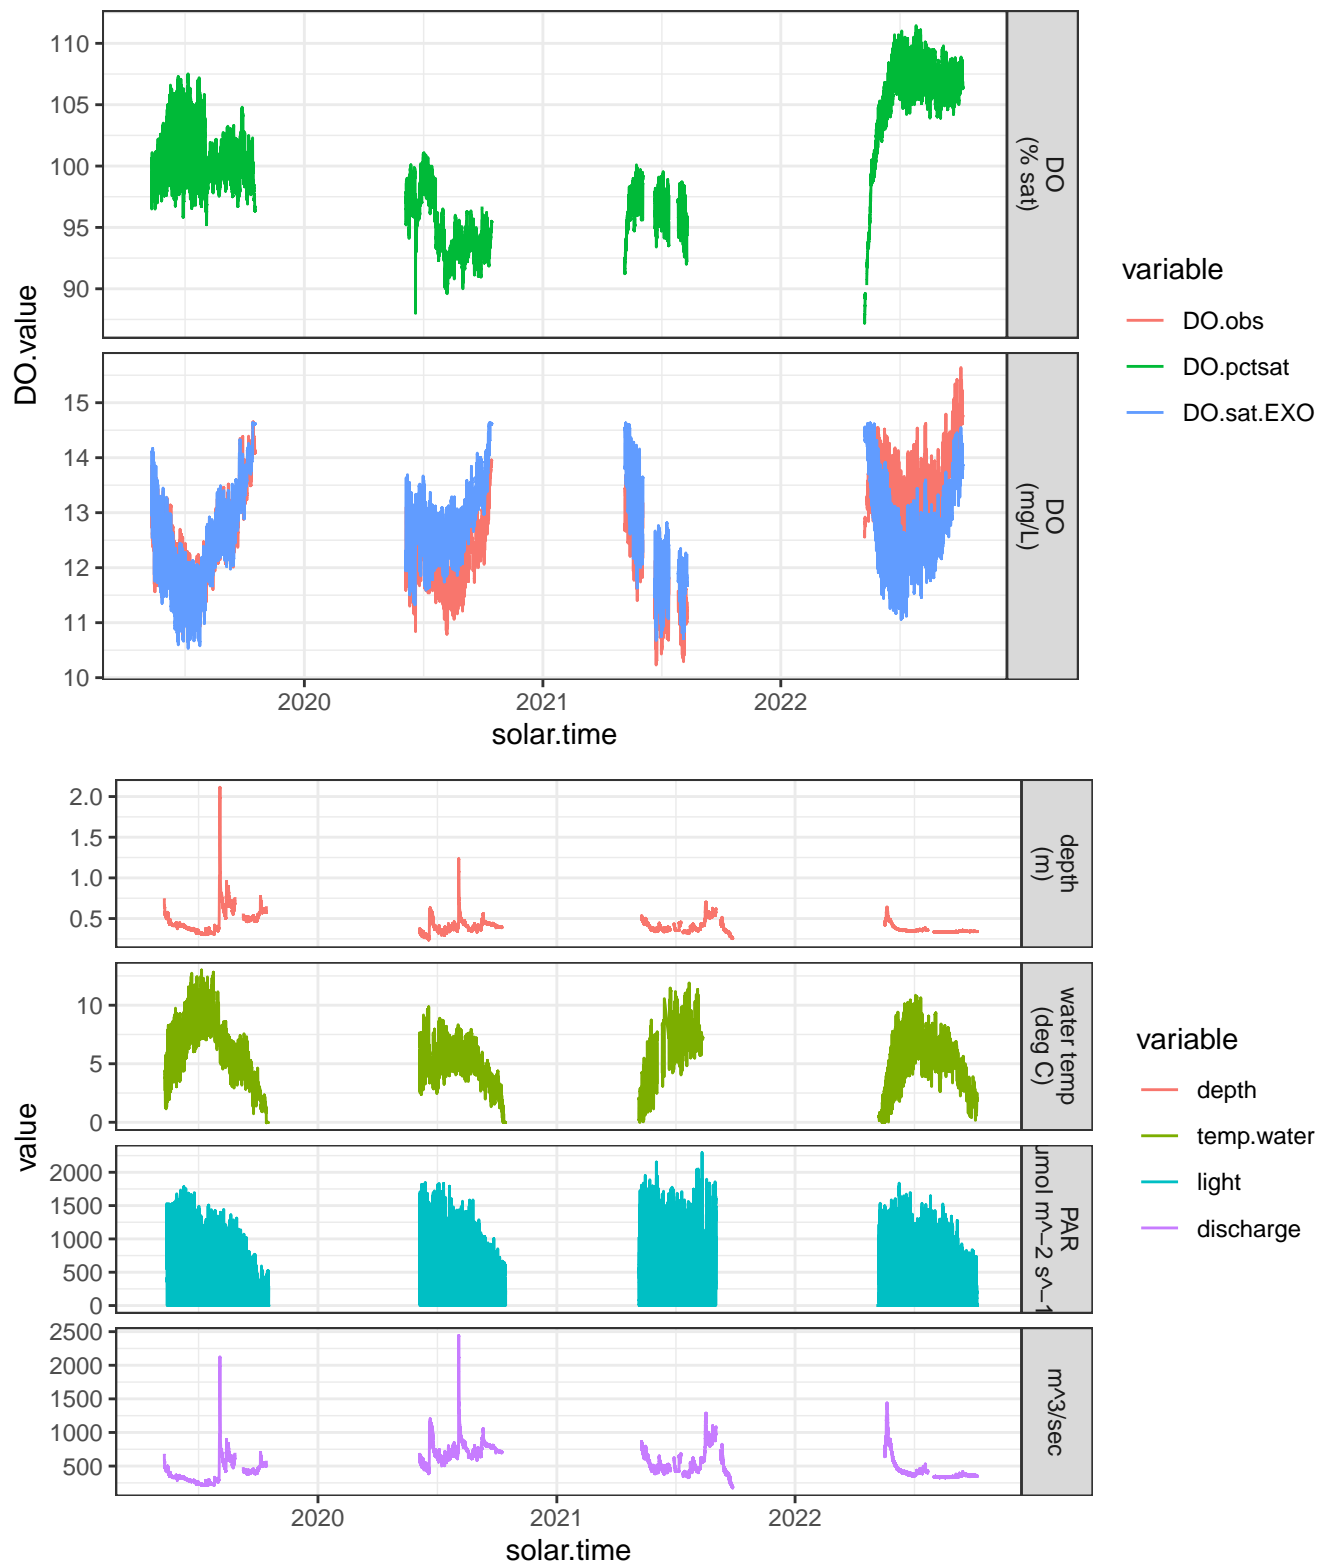 110
105
100
95
90
DO
(% sat)
15
14
13
12
11
10
DO
(mg/L)
DO.value
2020
2021
2022
solar.time
variable
DO.obs
DO.pctsat
DO.sat.EXO
2.0
1.5
1.0
0.5
depth
(m)
10
5
0
water temp
(deg C)
2000
1500
1000
500
0
PAR
umol m^−2 s^−1
2500
2000
1500
1000
500
m^3/sec
value
2020
2021
2022
solar.time
variable
depth
temp.water
light
discharge